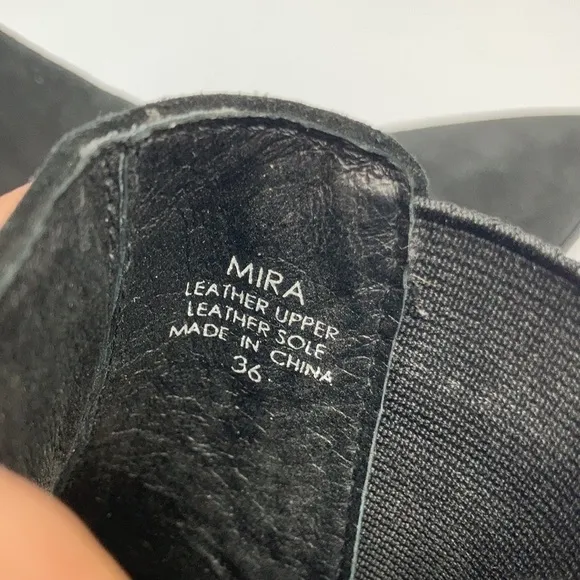 MIRA
LEATHER UPPER
LEATHER SOLE
MADE IN CHINA
36